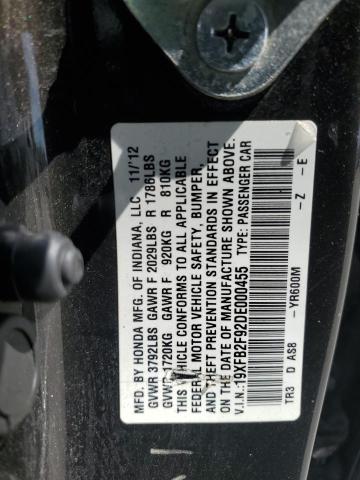 MFD. BY HONDA MFG. OF INDIANA, LLC 11/'12
GVWR 3792LBS GAWR F 2029LBS R 1786LBS
GVWR 1720KG GAWR F 920KG R 810KG
THIS VEHICLE CONFORMS TO ALL APPLICABLE
FEDERAL MOTOR VEHICLE SAFETY, BUMPER,
AND THEFT PREVENTION STANDARDS IN EFFECT
ON THE DATE OF MANUFACTURE SHOWN ABOVE.
V.I.N.:19XFB2F92DE000455 TYPE: PASSENGER CAR
TR3 D AS8 -YR600M -Z -E